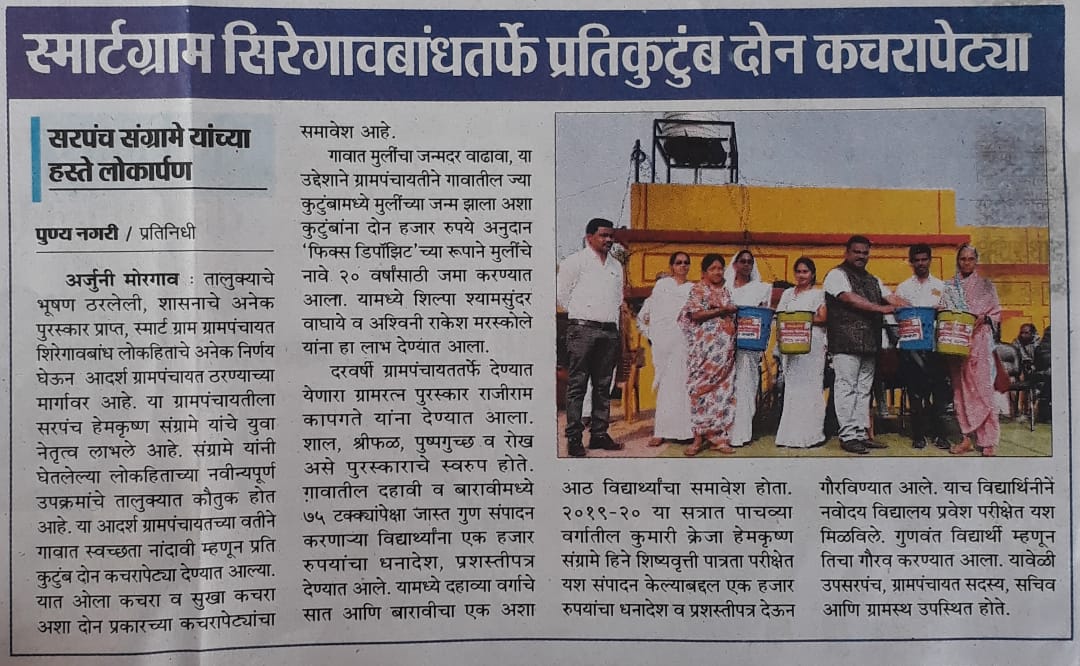 स्मार्टग्राम सिरेगावबांधतर्फे प्रतिकुटुंब दोन कचरापेट्या
सरपंच संग्रामे यांच्या
हस्ते लोकार्पण
पुण्य नगरी / प्रतिनिधी
अर्जुनी मोरगाव : तालुक्याचे
भूषण ठरलेली, शासनाचे अनेक
पुरस्कार प्राप्त, स्मार्ट ग्राम ग्रामपंचायत
शिरेगावबांध लोकहिताचे अनेक निर्णय
घेऊन आदर्श ग्रामपंचायत ठरण्याच्या
मार्गावर आहे. या ग्रामपंचायतीला
सरपंच हेमकृष्ण संग्रामे यांचे युवा
नेतृत्व लाभले आहे. संग्रामे यांनी
घेतलेल्या लोकहिताच्या नवीन्यपूर्ण
उपक्रमांचे तालुक्यात कौतुक होत
आहे. या आदर्श ग्रामपंचायतच्या वतीने
गावात स्वच्छता नांदावी म्हणून प्रति
कुटुंब दोन कचरापेट्या देण्यात आल्या.
यात ओला कचरा व सुखा कचरा
अशा दोन प्रकारच्या कचरापेट्यांचा
समावेश आहे.
गावात मुलींचा जन्मदर वाढावा, या
उद्देशाने ग्रामपंचायतीने गावातील ज्या
कुटुंबामध्ये मुलींच्या जन्म झाला अशा
कुटुंबांना दोन हजार रुपये अनुदान
'फिक्स डिपॉझिट'च्या रूपाने मुलींचे
नावे २० वर्षांसाठी जमा करण्यात
आला. यामध्ये शिल्पा श्यामसुंदर
वाघाये व अश्विनी राकेश मरस्कोले
यांना हा लाभ देण्यात आला.
दरवर्षी ग्रामपंचायततर्फे देण्यात
येणारा ग्रामरत्न पुरस्कार राजीराम
कापगते यांना देण्यात आला.
शाल, श्रीफळ, पुष्पगुच्छ व रोख
असे पुरस्काराचे स्वरुप होते.
गावातील दहावी व बारावीमध्ये
७५ टक्क्यांपेक्षा जास्त गुण संपादन
करणाऱ्या विद्यार्थ्यांना एक हजार
रुपयांचा धनादेश, प्रशस्तीपत्र
देण्यात आले. यामध्ये दहाव्या वर्गाचे
सात आणि बारावीचा एक अशा
आठ विद्यार्थ्यांचा समावेश होता.
२०१९-२० या सत्रात पाचव्या
वर्गातील कुमारी क्रेजा हेमकृष्ण
संग्रामे हिने शिष्यवृत्ती पात्रता परीक्षेत
यश संपादन केल्याबद्दल एक हजार
रुपयांचा धनादेश व प्रशस्तीपत्र देऊन
गौरविण्यात आले. याच विद्यार्थिनीनें
नवोदय विद्यालय प्रवेश परीक्षेत यश
मिळविले. गुणवंत विद्यार्थी म्हणून
तिचा गौरव करण्यात आला. यावेळी
उपसरपंच, ग्रामपंचायत सदस्य, सचिव
आणि ग्रामस्थ उपस्थित होते.